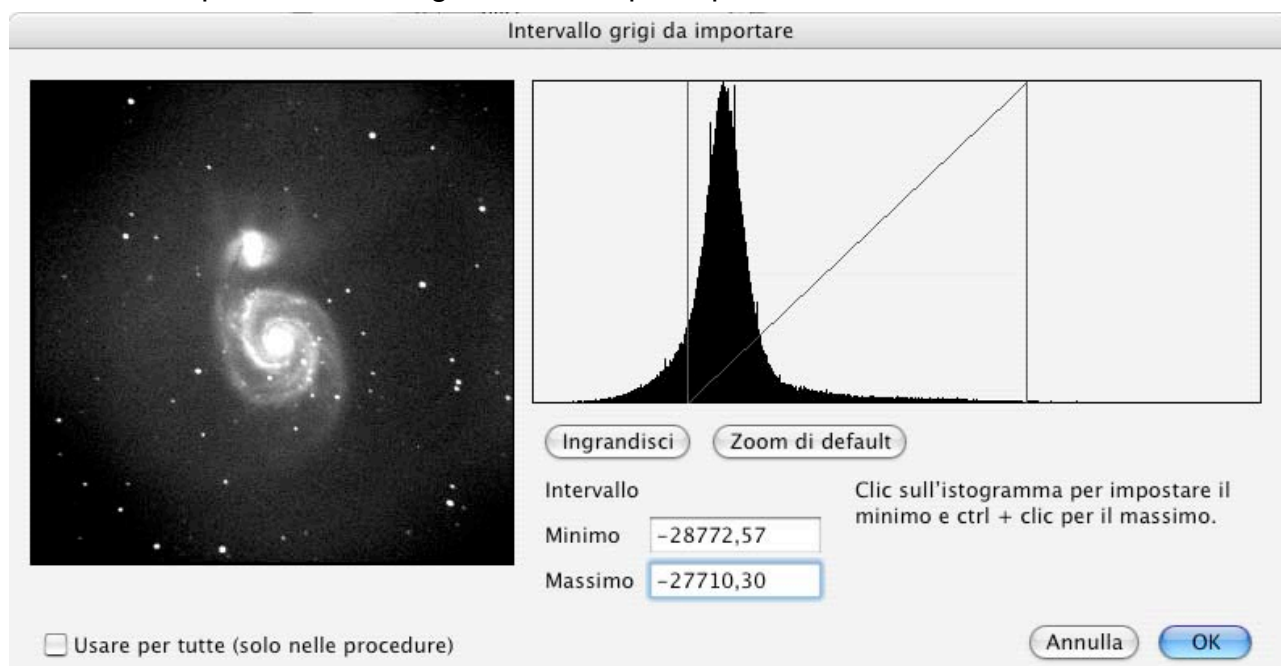 Intervallo grigi da importare
Ingrandisci
Zoom di default
Intervallo
Clic sull'istogramma per impostare il
minimo e ctrl + clic per il massimo.
Minimo
-28772,57
Massimo
-27710,30
Usare per tutte (solo nelle procedure)
Annulla
OK